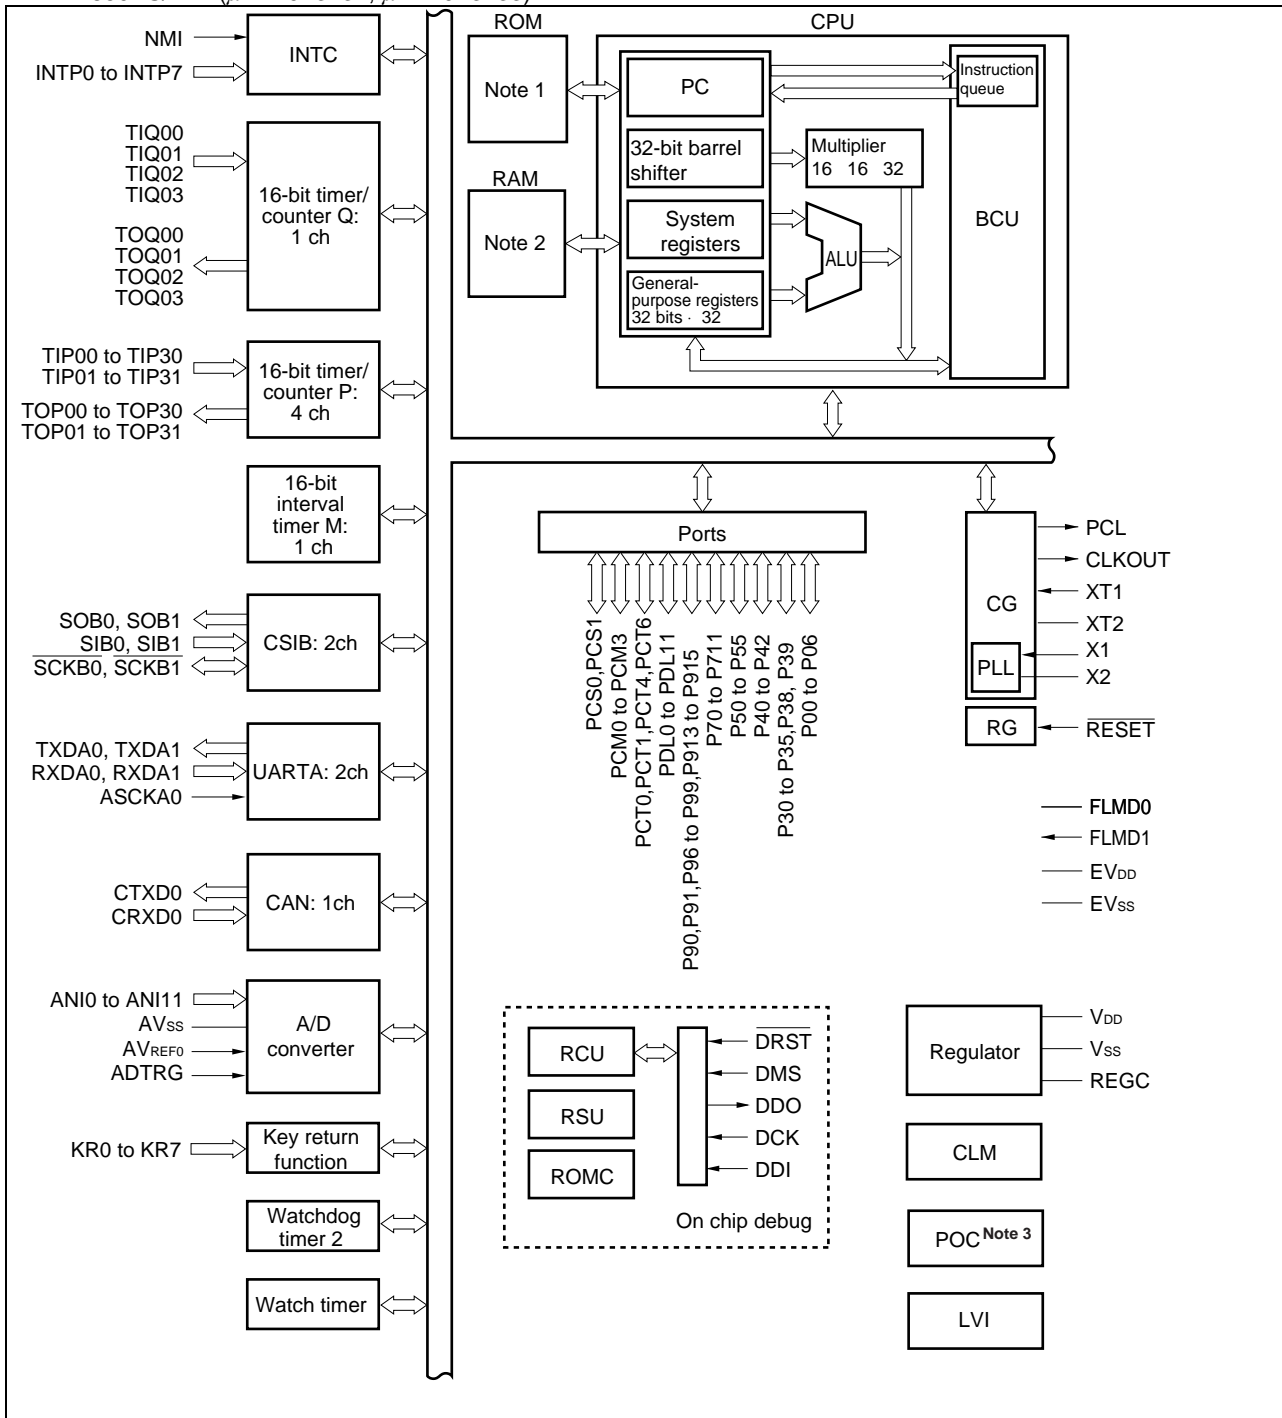 ROM
CPU
NMI
INTP0 to INTP7
INTC
Note 1
PC
Instruction
queue
TIQ00
TIQ01
TIQ02
TIQ03
TOQ00
TOQ01
TOQ02
TOQ03
16-bit timer/
counter Q:
1 ch
RAM
Note 2
32-bit barrel
shifter
Multiplier
16 16 32
System
registers
ALU
BCU
General-
purpose registers
32 bits · 32
TIP00 to TIP30
TIP01 to TIP31
TOP00 to TOP30
TOP01 to TOP31
16-bit timer/
counter P:
4 ch
16-bit
interval
timer M:
1 ch
Ports
PCS0,PCS1
PCM0 to PCM3
PCT0,PCT1,PCT4,PCT6
PDL0 to PDL11
P90,P91,P96 to P99,P913 to P915
P70 to P711
P50 to P55
P40 to P42
P30 to P35,P38, P39
P00 to P06
CG
PLL
PCL
CLKOUT
XT1
XT2
X1
X2
RG
RESET
SOB0, SOB1
SIB0, SIB1
SCKB0, SCKB1
CSIB: 2ch
TXDA0, TXDA1
RXDA0, RXDA1
ASCKA0
UARTA: 2ch
FLMD0
FLMD1
EVDD
EVSS
CTXD0
CRXD0
CAN: 1ch
ANI0 to ANI11
AVSS
AVREF0
ADTRG
A/D
converter
RCU
RSU
ROMC
DRST
DMS
DDO
DCK
DDI
On chip debug
Regulator
VDD
VSS
REGC
KR0 to KR7
Key return
function
CLM
Watchdog
timer 2
POC Note 3
Watch timer
LVI